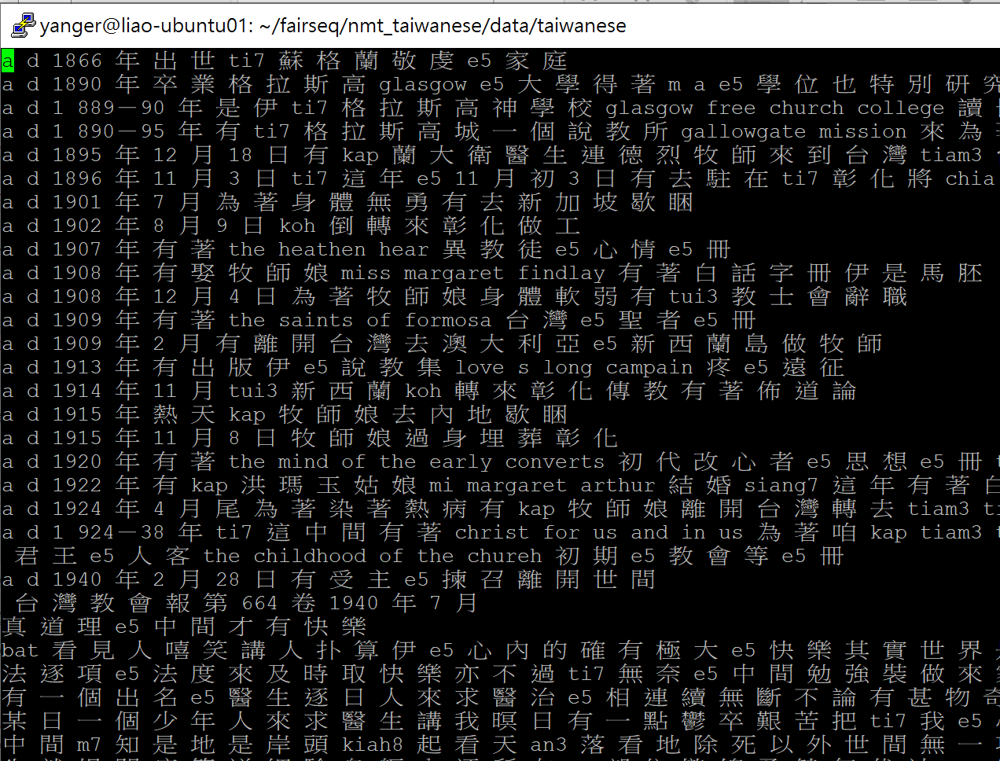 yanger@liao-ubuntu01: ~/fairseq/nmt_taiwanese/data/taiwanese
a d 1866 年 出 世 ti7 蘇 格 蘭 敬 虔 e5 家 庭
a d 1890 年 卒 業 格 拉 斯 高 glasgow e5 大 學 得 著 m a e5 學 位 也 特 別 研 究
a d 1 889－90 年 是 伊 ti7 格 拉 斯 高 神 學 校 glasgow free church college 讀
a d 1 890－95 年 有 ti7 格 拉 斯 高 城 一 個 說 教 所 gallowgate mission 來 為
a d 1895 年 12 月 18 日 有 kap 蘭 大 衛 醫 生 連 德 烈 牧 師 來 到 台 灣 tiam3
a d 1896 年 11 月 3 日 ti7 這 年 e5 11 月 初 3 日 有 去 駐 在 ti7 彰 化 將 chia
a d 1901 年 7 月 為 著 身 體 無 勇 有 去 新 加 坡 歇 睏
a d 1902 年 8 月 9 日 koh 倒 轉 來 彰 化 做 工
a d 1907 年 有 著 the heathen hear 異 教 徒 e5 心 情 e5 冊
a d 1908 年 有 娶 牧 師 娘 miss margaret findlay 有 著 白 話 字 冊 伊 是 馬 胚
a d 1908 年 12 月 4 日 為 著 牧 師 娘 身 體 軟 弱 有 tui3 教 士 會 辭 職
a d 1909 年 有 著 the saints of formosa 台 灣 e5 聖 者 e5 冊
a d 1909 年 2 月 有 離 開 台 灣 去 澳 大 利 亞 e5 新 西 蘭 島 做 牧 師
a d 1913 年 有 出 版 伊 e5 說 教 集 love s long campain 疼 e5 遠 征
a d 1914 年 11 月 tui3 新 西 蘭 koh 轉 來 彰 化 傳 教 有 著 佈 道 論
a d 1915 年 熱 天 kap 牧 師 娘 去 內 地 歇 睏
a d 1915 年 11 月 8 日 牧 師 娘 過 身 埋 葬 彰 化
a d 1920 年 有 著 the mind of the early converts 初 代 改 心 者 e5 思 想 e5 冊
a d 1922 年 有 kap 洪 瑪 玉 姑 娘 mi margaret arthur 結 婚 siang7 這 年 有 著 白
a d 1924 年 4 月 尾 為 著 染 著 熱 病 有 kap 牧 師 娘 離 開 台 灣 轉 去 tiam3
a d 1 924－38 年 ti7 這 中 間 有 著 christ for us and in us 為 著 咱 kap tiam3
君 王 e5 人 客 the childhood of the chureh 初 期 e5 教 會 等 e5 冊
a d 1940 年 2 月 28 日 有 受 主 e5 揀 召 離 開 世 間
台 灣 教 會 報 第 664 卷 1940 年 7 月
真 道 理 e5 中 間 才 有 快 樂
bat 看 見 人 嘻 笑 講 人 扑 算 伊 e5 心 內 的 確 有 極 大 e5 快 樂 其 實 世 界
法 逐 項 e5 法 度 來 及 時 取 快 樂 亦 不 過 ti7 無 奈 e5 中 間 勉 強 裝 做 來
有 一 個 出 名 e5 醫 生 逐 日 人 來 求 醫 治 e5 相 連 續 無 斷 不 論 有 甚 物 奇
某 日 一 個 少 年 人 來 求 醫 生 講 我 暝 日 有 一 點 鬱 卒 艱 苦 把 ti7 我 e5
中 間 m7 知 是 地 是 岸 頭 kiah8 起 看 天 an3 落 看 地 除 死 以 外 世 間 無 一